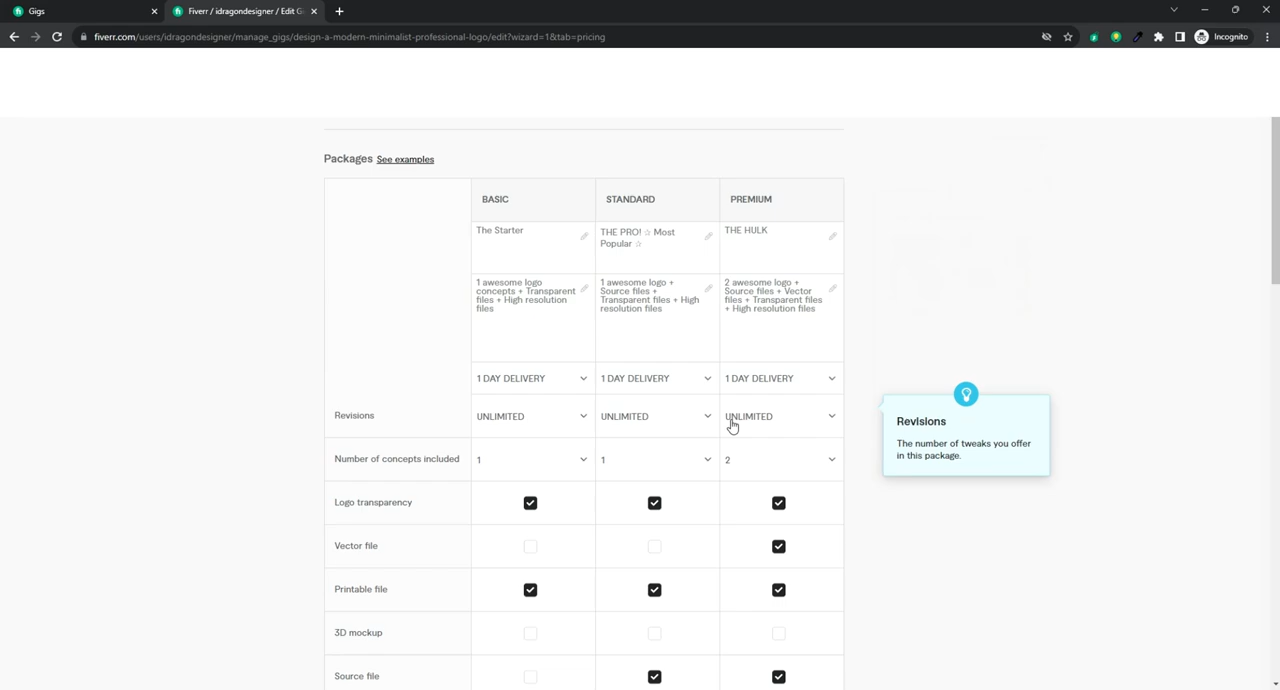 Gigs
Fiverr / idragondesigner / Edit G
fiverr.com/users/idragondesigner/manage_gigs/design-a-modern-minimalist-professional-logo/edit?wizard=1&tab=pricing
Incognito
Packages See examples
BASIC STANDARD PREMIUM
The Starter
THE PRO! ☆ Most
Popular ☆
THE HULK
1 awesome logo
concepts + Transparent
files + High resolution
files
1 awesome logo +
Source files +
Transparent files + High
resolution files
2 awesome logo +
Source files + Vector
files + Transparent files
+ High resolution files
1 DAY DELIVERY 1 DAY DELIVERY 1 DAY DELIVERY
Revisions UNLIMITED UNLIMITED UNLIMITED
Number of concepts included 1 1 2
Logo transparency
Vector file
Printable file
3D mockup
Source file
Revisions
The number of tweaks you offer
in this package.